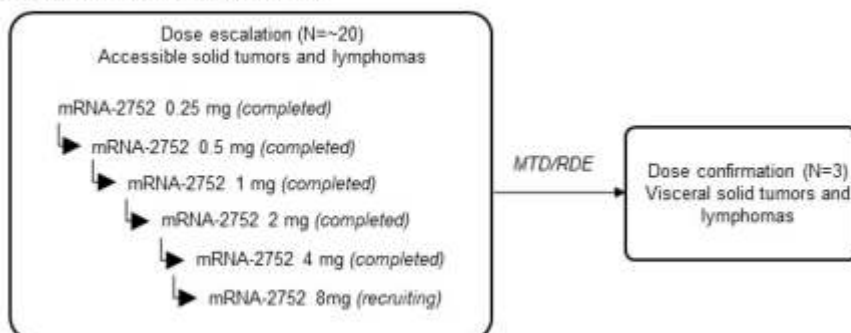 Dose escalation (N=~20)
Accessible solid tumors and lymphomas
mRNA-2752 0.25 mg (completed)
mRNA-2752 0.5 mg (completed)
mRNA-2752 1 mg (completed)
mRNA-2752 2 mg (completed)
mRNA-2752 4 mg (completed)
mRNA-2752 8mg (recruiting)
MTD/RDE
Dose confirmation (N=3)
Visceral solid tumors and
lymphomas